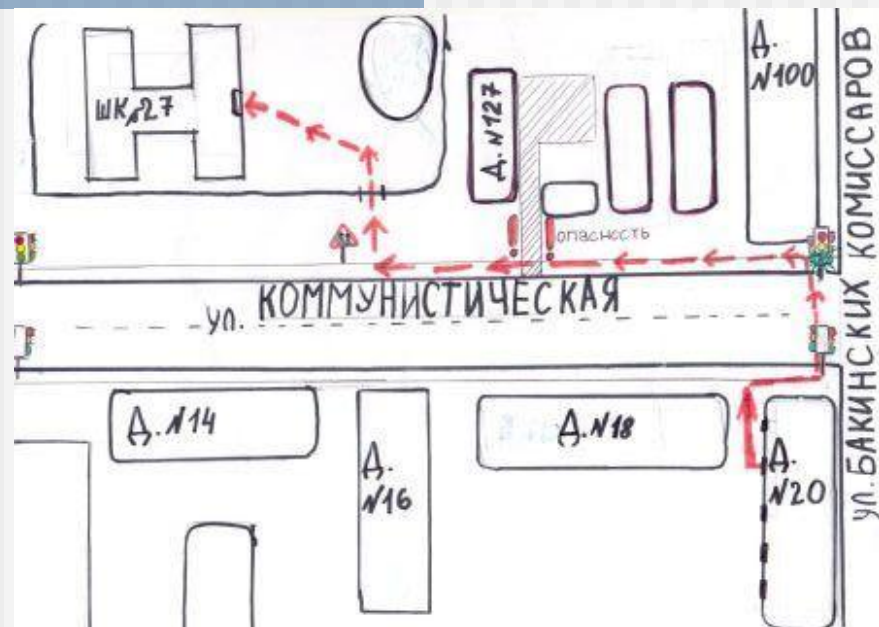 ШК№27
Д. №127
Д.
№100
опасность
ул. КОММУНИСТИЧЕСКАЯ
ул. БАКИНСКИХ КОМИССАРОВ
Д. №14
Д.
№16
Д. №18
Д.
№20